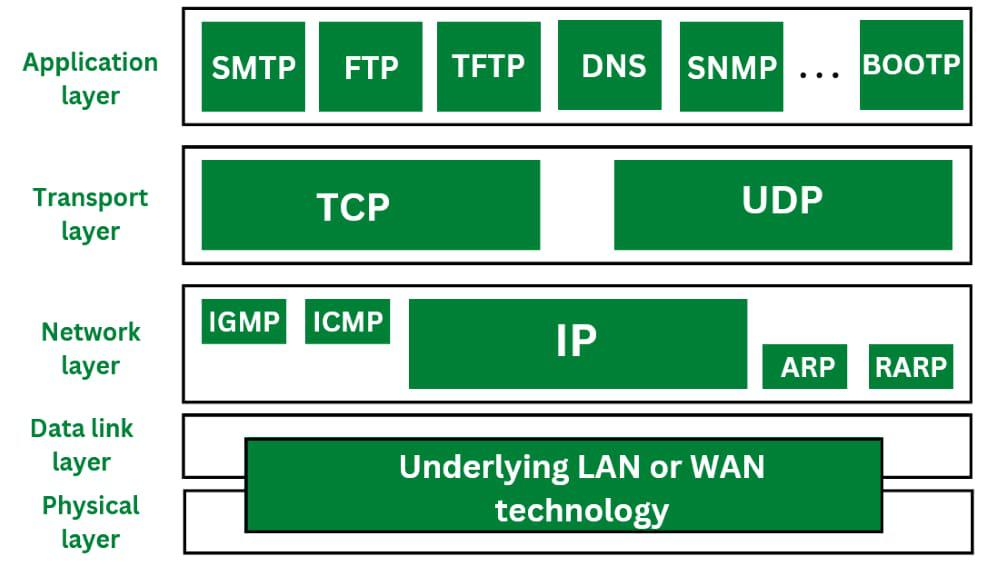 Application
layer
SMTP
FTP
TFTP
DNS
SNMP
...
BOOTP
Transport
layer
TCP
UDP
Network
layer
IGMP
ICMP
IP
ARP
RARP
Data link
layer
Physical
layer
Underlying LAN or WAN
technology